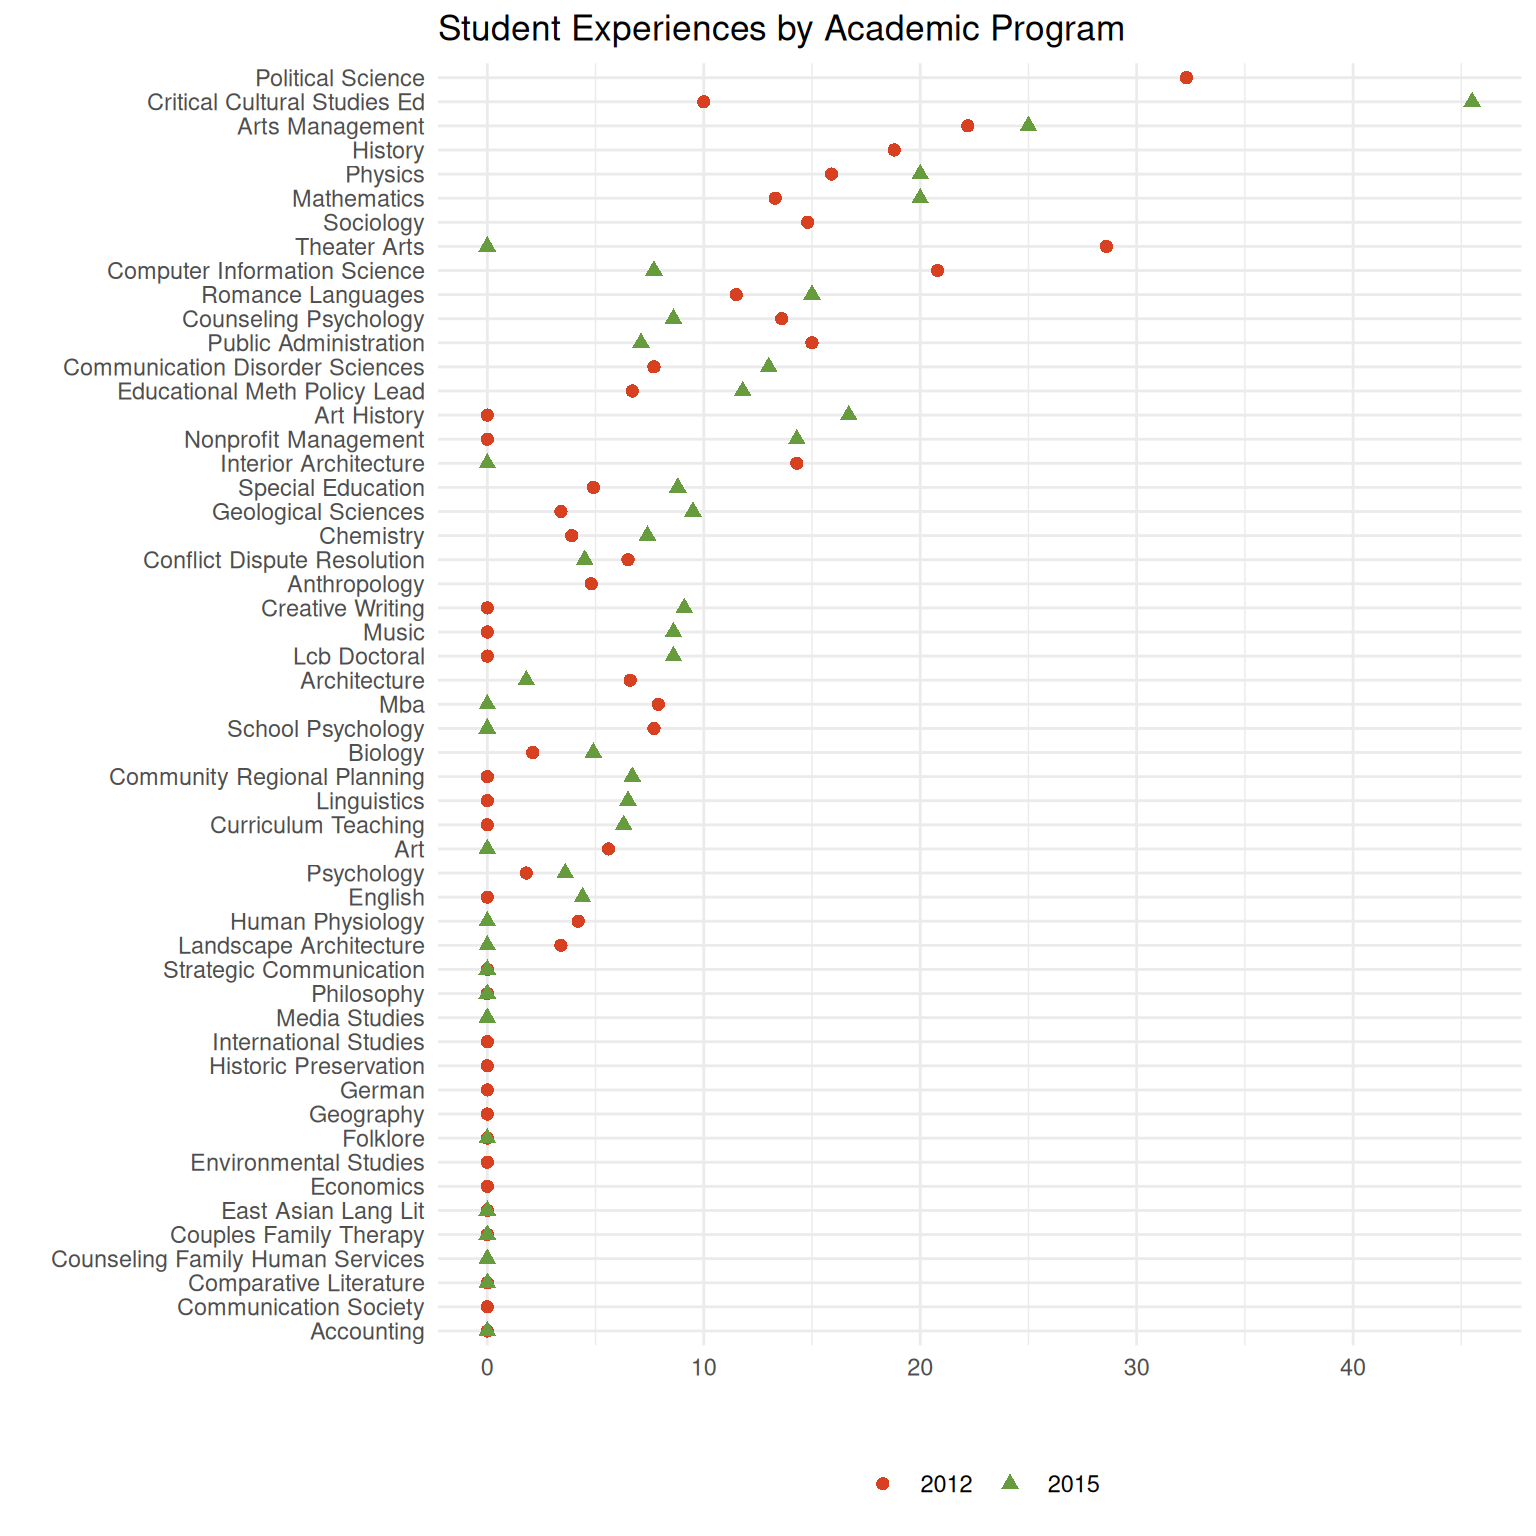 Student Experiences by Academic Program
Political Science
Critical Cultural Studies Ed
Arts Management
History
Physics
Mathematics
Sociology
Theater Arts
Computer Information Science
Romance Languages
Counseling Psychology
Public Administration
Communication Disorder Sciences
Educational Meth Policy Lead
Art History
Nonprofit Management
Interior Architecture
Special Education
Geological Sciences
Chemistry
Conflict Dispute Resolution
Anthropology
Creative Writing
Music
Lcb Doctoral
Architecture
Mba
School Psychology
Biology
Community Regional Planning
Linguistics
Curriculum Teaching
Art
Psychology
English
Human Physiology
Landscape Architecture
Strategic Communication
Philosophy
Media Studies
International Studies
Historic Preservation
German
Geography
Folklore
Environmental Studies
Economics
East Asian Lang Lit
Couples Family Therapy
Counseling Family Human Services
Comparative Literature
Communication Society
Accounting
0 10 20 30 40
2012 2015